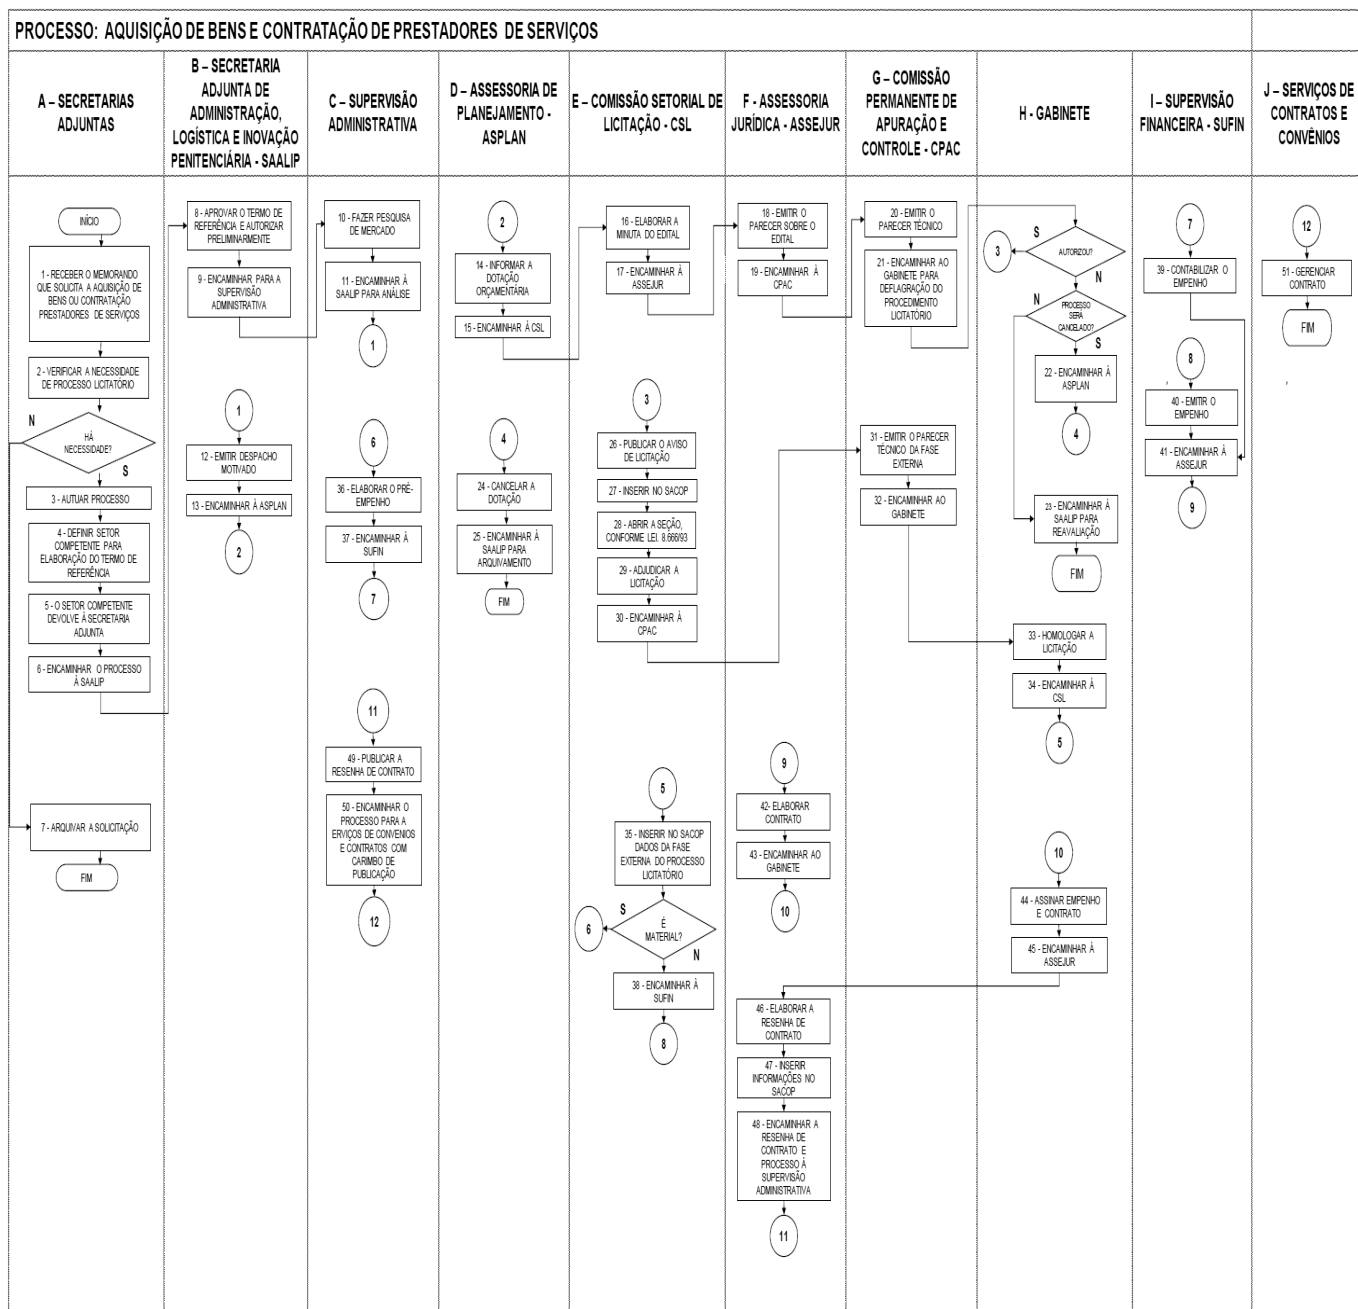 PROCESSO: AQUISIÇÃO DE BENS E CONTRATAÇÃO DE PRESTADORES DE SERVIÇOS
A – SECRETARIAS
ADJUNTAS
B – SECRETARIA
ADJUNTA DE
ADMINISTRAÇÃO,
LOGÍSTICA E INOVAÇÃO
PENITENCIÁRIA - SAALIP
C – SUPERVISÃO
ADMINISTRATIVA
D – ASSESSORIA DE
PLANEJAMENTO -
ASPLAN
E – COMISSÃO SETORIAL DE
LICITAÇÃO - CSL
F - ASSESSORIA
JURÍDICA - ASSEJUR
G – COMISSÃO
PERMANENTE DE
APURAÇÃO E
CONTROLE - CPAC
H - GABINETE
I – SUPERVISÃO
FINANCEIRA - SUFIN
J – SERVIÇOS DE
CONTRATOS E
CONVÊNIOS
INÍCIO
1 - RECEBER O MEMORANDO
QUE SOLICITA A AQUISIÇÃO DE
BENS OU CONTRATAÇÃO
PRESTADORES DE SERVIÇOS
2 - VERIFICAR A NECESSIDADE
DE PROCESSO LICITATÓRIO
N
HÁ
NECESSIDADE?
S
3 - AUTUAR PROCESSO
4 - DEFINIR SETOR
COMPETENTE PARA
ELABORAÇÃO DO TERMO DE
REFERÊNCIA
5 - O SETOR COMPETENTE
DEVOLVE À SECRETARIA
ADJUNTA
6 - ENCAMINHAR O PROCESSO
À SAALIP
7 - ARQUIVAR A SOLICITAÇÃO
FIM
8 - APROVAR O TERMO DE
REFERÊNCIA E AUTORIZAR
PRELIMINARMENTE
9 - ENCAMINHAR PARA A
SUPERVISÃO
ADMINISTRATIVA
1
12 - EMITIR DESPACHO
MOTIVADO
13 - ENCAMINHAR À ASPLAN
2
10 - FAZER PESQUISA
DE MERCADO
11 - ENCAMINHAR À
SAALIP PARA ANÁLISE
1
6
36 - ELABORAR O PRÉ-
EMPENHO
37 - ENCAMINHAR À
SUFIN
7
11
49 - PUBLICAR A
RESENHA DE CONTRATO
50 - ENCAMINHAR O
PROCESSO PARA A
ERVIÇOS DE CONVENIOS
E CONTRATOS COM
CARIMBO DE
PUBLICAÇÃO
12
2
14 - INFORMAR A
DOTAÇÃO
ORÇAMENTÁRIA
15 - ENCAMINHAR À CSL
4
24 - CANCELAR A
DOTAÇÃO
25 - ENCAMINHAR À
SAALIP PARA
ARQUIVAMENTO
FIM
16 - ELABORAR A
MINUTA DO EDITAL
17 - ENCAMINHAR À
ASSEJUR
3
26 - PUBLICAR O AVISO
DE LICITAÇÃO
27 - INSERIR NO SACOP
28 - ABRIR A SEÇÃO,
CONFORME LEI. 8.666/93
29 - ADJUDICAR A
LICITAÇÃO
30 - ENCAMINHAR À
CPAC
5
35 - INSERIR NO SACOP
DADOS DA FASE
EXTERNA DO PROCESSO
LICITATÓRIO
S
6
É
MATERIAL?
N
38 - ENCAMINHAR À
SUFIN
8
18 - EMITIR O
PARECER SOBRE O
EDITAL
19 - ENCAMINHAR À
CPAC
9
42- ELABORAR
CONTRATO
43 - ENCAMINHAR AO
GABINETE
10
46 - ELABORAR A
RESENHA DE
CONTRATO
47 - INSERIR
INFORMAÇÕES NO
SACOP
48 - ENCAMINHAR A
RESENHA DE
CONTRATO E
PROCESSO À
SUPERVISÃO
ADMINISTRATIVA
11
20 - EMITIR O
PARECER TÉCNICO
21 - ENCAMINHAR AO
GABINETE PARA
DEFLAGRAÇÃO DO
PROCEDIMENTO
LICITATÓRIO
31 - EMITIR O PARECER
TÉCNICO DA FASE
EXTERNA
32 - ENCAMINHAR AO
GABINETE
S
3
AUTORIZOU?
N
N
PROCESSO
SERÁ
CANCELADO?
S
22 - ENCAMINHAR À
ASPLAN
4
23 - ENCAMINHAR À
SAALIP PARA
REAVALIAÇÃO
FIM
33 - HOMOLOGAR A
LICITAÇÃO
34 - ENCAMINHAR À
CSL
5
10
44 - ASSINAR EMPENHO
E CONTRATO
45 - ENCAMINHAR À
ASSEJUR
7
39 - CONTABILIZAR O
EMPENHO
8
40 - EMITIR O
EMPENHO
41 - ENCAMINHAR À
ASSEJUR
9
12
51 - GERENCIAR
CONTRATO
FIM